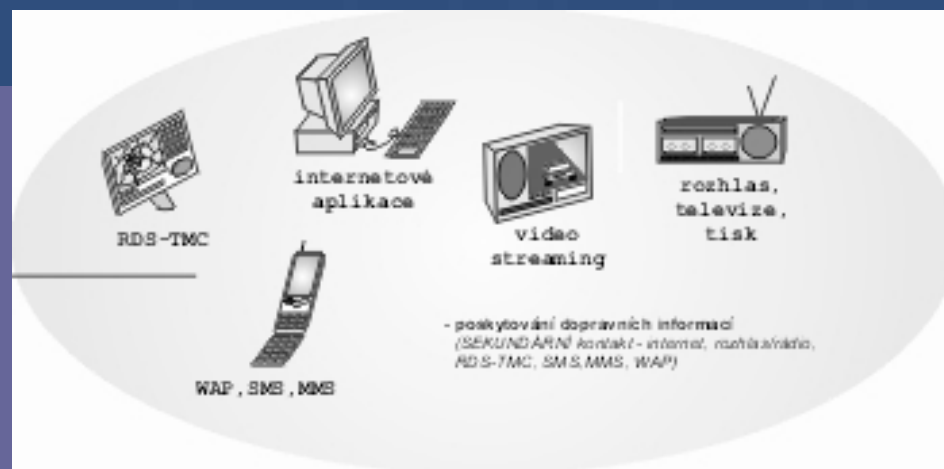 internetové
aplikace
RDS-TMC
video
streaming
rozhlas,
televize,
tisk
WAP,SMS,MMS
- poskytování dopravních informací
(SEKUNDÁRNÍ kontakt - internet, rozhlas/rádio,
RDS-TMC, SMS,MMS, WAP)